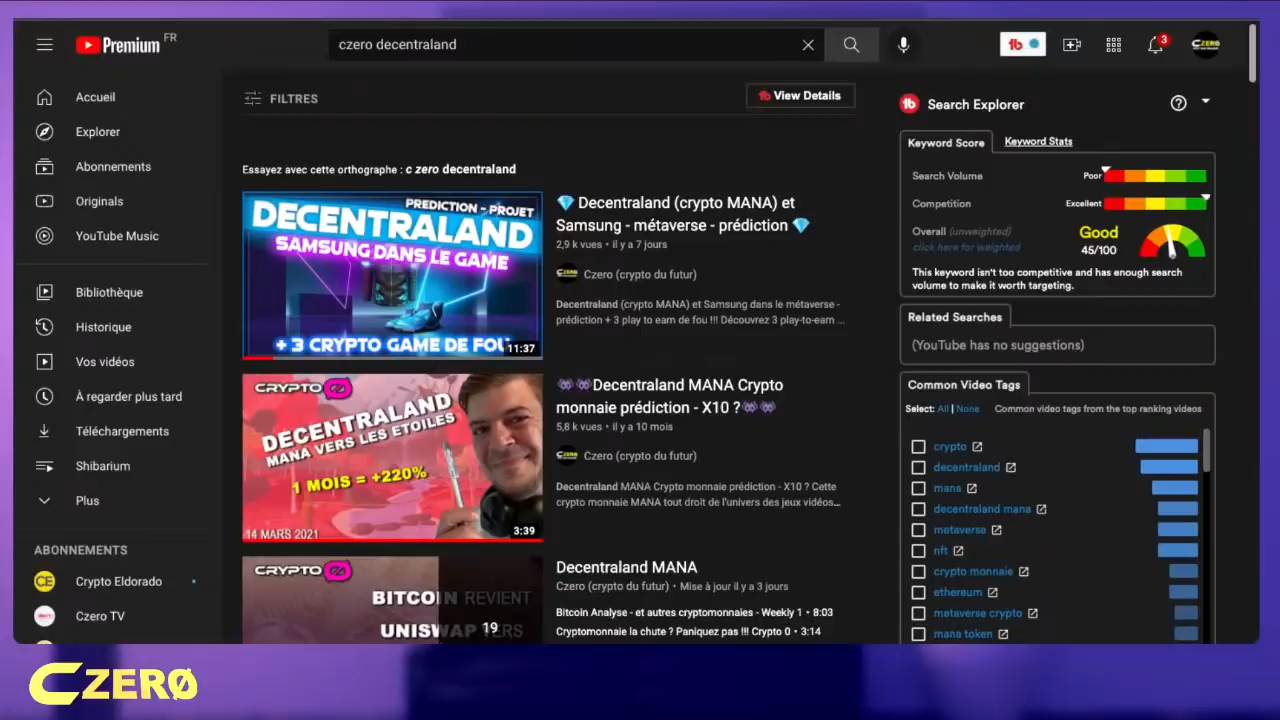 Premium FR
czero decentraland
3
CZERO
Accueil
Explorer
Abonnements
Originals
YouTube Music
Bibliothèque
Historique
Vos vidéos
À regarder plus tard
Téléchargements
Shibarium
Plus
ABONNEMENTS
CE Crypto Eldorado
Czero TV
FILTRES
View Details
Essayez avec cette orthographe : c zero decentraland
PREDICTION - PROJET
DECENTRALAND
SAMSUNG DANS LE GAME
+ 3 CRYPTO GAME DE FOU
11:37
💎 Decentraland (crypto MANA) et
Samsung - métaverse - prédiction 💎
2,9 k vues • il y a 7 jours
Czero (crypto du futur)
Decentraland (crypto MANA) et Samsung dans le métaverse -
prédiction + 3 play to earn de fou !!! Découvrez 3 play-to-earn ...
CRYPTO Ø
DECENTRALAND
MANA VERS LES ETOILES
1 MOIS = +220%
14 MARS 2021
3:39
👾👾Decentraland MANA Crypto
monnaie prédiction - X10 ?👾👾
5,8 k vues • il y a 10 mois
Czero (crypto du futur)
Decentraland MANA Crypto monnaie prédiction - X10 ? Cette
crypto monnaie MANA tout droit de l'univers des jeux vidéos...
CRYPTO Ø
BITCOIN REVIENT
UNISWAP VERS
19
Decentraland MANA
Czero (crypto du futur) • Mise à jour il y a 3 jours
Bitcoin Analyse - et autres cryptomonnaies - Weekly 1 • 8:03
Cryptomonnaie la chute ? Paniquez pas !!! Crypto 0 • 3:14
Search Explorer
Keyword Score
Keyword Stats
Search Volume Poor
Competition Excellent
Overall (unweighted)
click here for weighted
Good
45/100
This keyword isn't too competitive and has enough search
volume to make it worth targeting.
Related Searches
(YouTube has no suggestions)
Common Video Tags
Select: All | None Common video tags from the top ranking videos
crypto
decentraland
mana
decentraland mana
metaverse
nft
crypto monnaie
ethereum
metaverse crypto
mana token
CZERØ